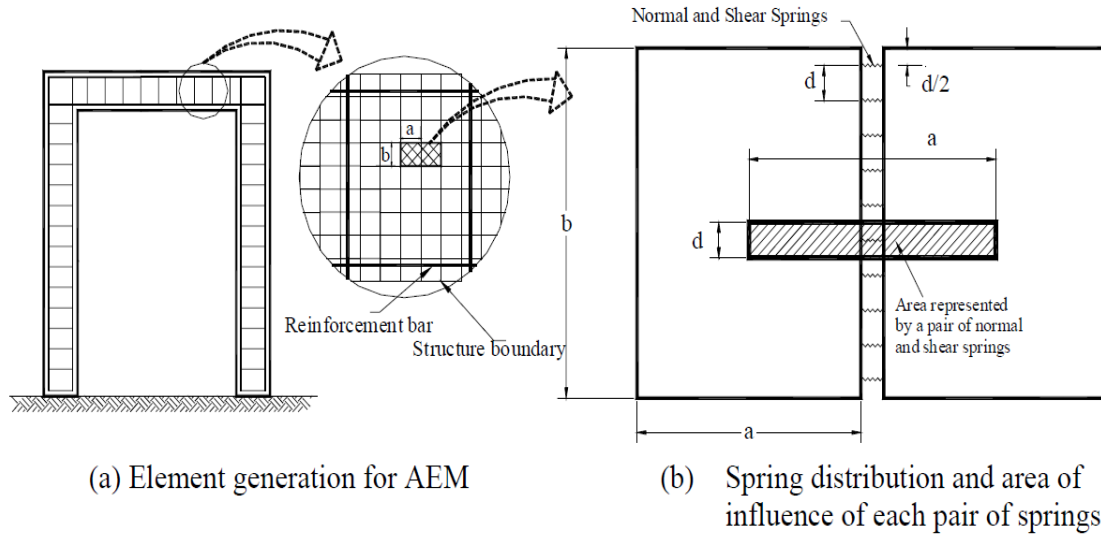 a
b
Reinforcement bar
Structure boundary
(a) Element generation for AEM
Normal and Shear Springs
d
d/2
a
b
d
Area represented
by a pair of normal
and shear springs
a
(b) Spring distribution and area of
influence of each pair of springs